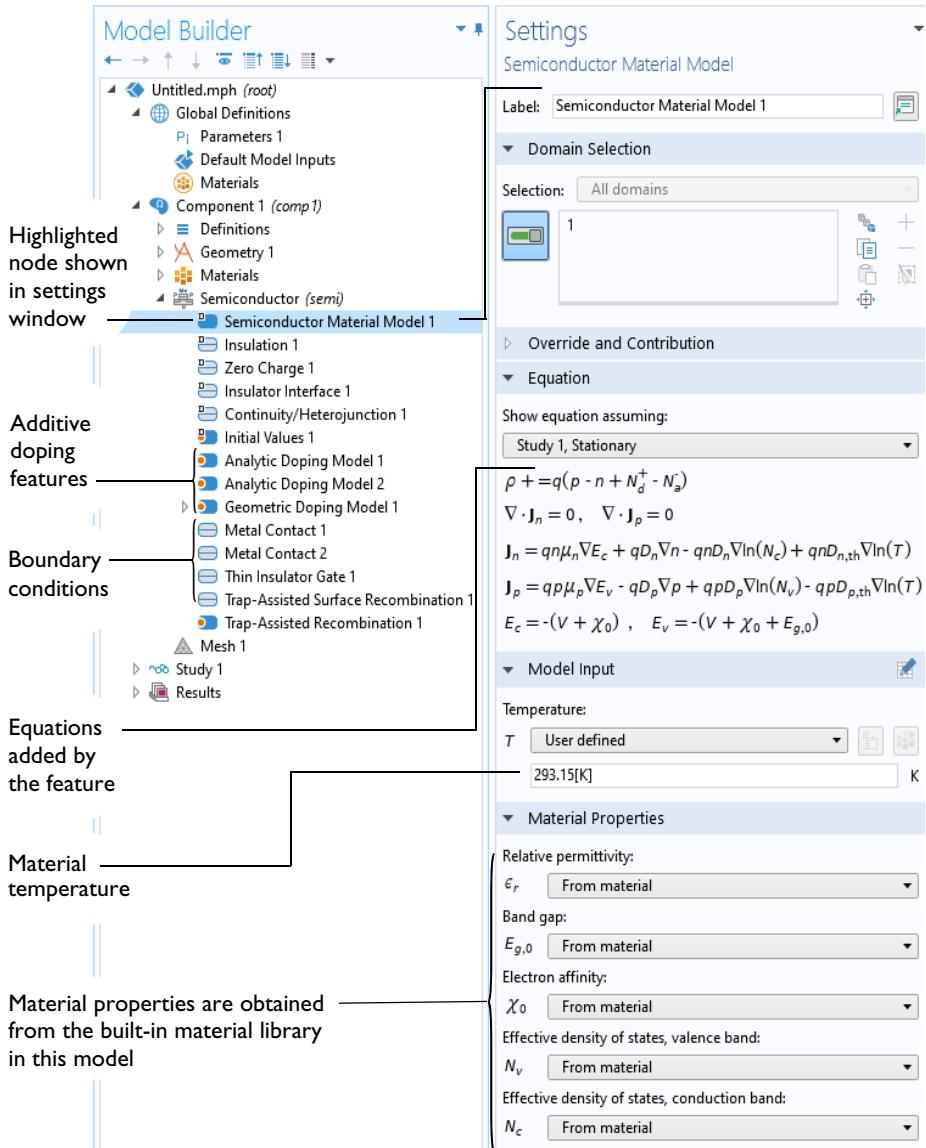 Model Builder
Untitled.mph (root)
Global Definitions
Pi Parameters 1
Default Model Inputs
Materials
Component 1 (comp1)
Definitions
Geometry 1
Materials
Semiconductor (semi)
Semiconductor Material Model 1
Insulation 1
Zero Charge 1
Insulator Interface 1
Continuity/Heterojunction 1
Initial Values 1
Analytic Doping Model 1
Analytic Doping Model 2
Geometric Doping Model 1
Metal Contact 1
Metal Contact 2
Thin Insulator Gate 1
Trap-Assisted Surface Recombination 1
Trap-Assisted Recombination 1
Mesh 1
Study 1
Results
Highlighted
node shown
in settings
window
Additive
doping
features
Boundary
conditions
Equations
added by
the feature
Material
temperature
Material properties are obtained
from the built-in material library
in this model
Settings
Semiconductor Material Model
Label: Semiconductor Material Model 1
Domain Selection
Selection: All domains
1
Override and Contribution
Equation
Show equation assuming:
Study 1, Stationary
ρ +=q(p - n + N_d^+ - N_a^-)
∇ · J_n = 0 , ∇ · J_p = 0
J_n = qnμ_n∇E_c + qD_n∇n - qnD_n∇ln(N_c) + qnD_{n,th}∇ln(T)
J_p = qpμ_p∇E_v - qD_p∇p + qpD_p∇ln(N_v) - qpD_{p,th}∇ln(T)
E_c = -(V + χ_0) , E_v = -(V + χ_0 + E_{g,0})
Model Input
Temperature:
T User defined
293.15[K] K
Material Properties
Relative permittivity:
ϵ_r From material
Band gap:
E_{g,0} From material
Electron affinity:
χ_0 From material
Effective density of states, valence band:
N_v From material
Effective density of states, conduction band:
N_c From material